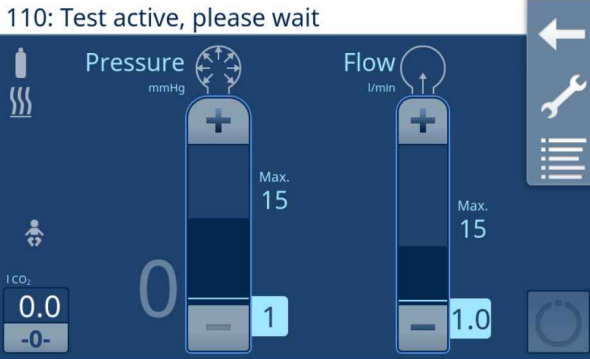 110: Test active, please wait
Pressure
mmHg
Flow
l/min
Max.
15
Max.
15
0
1
1.0
I CO₂
0.0
-0-